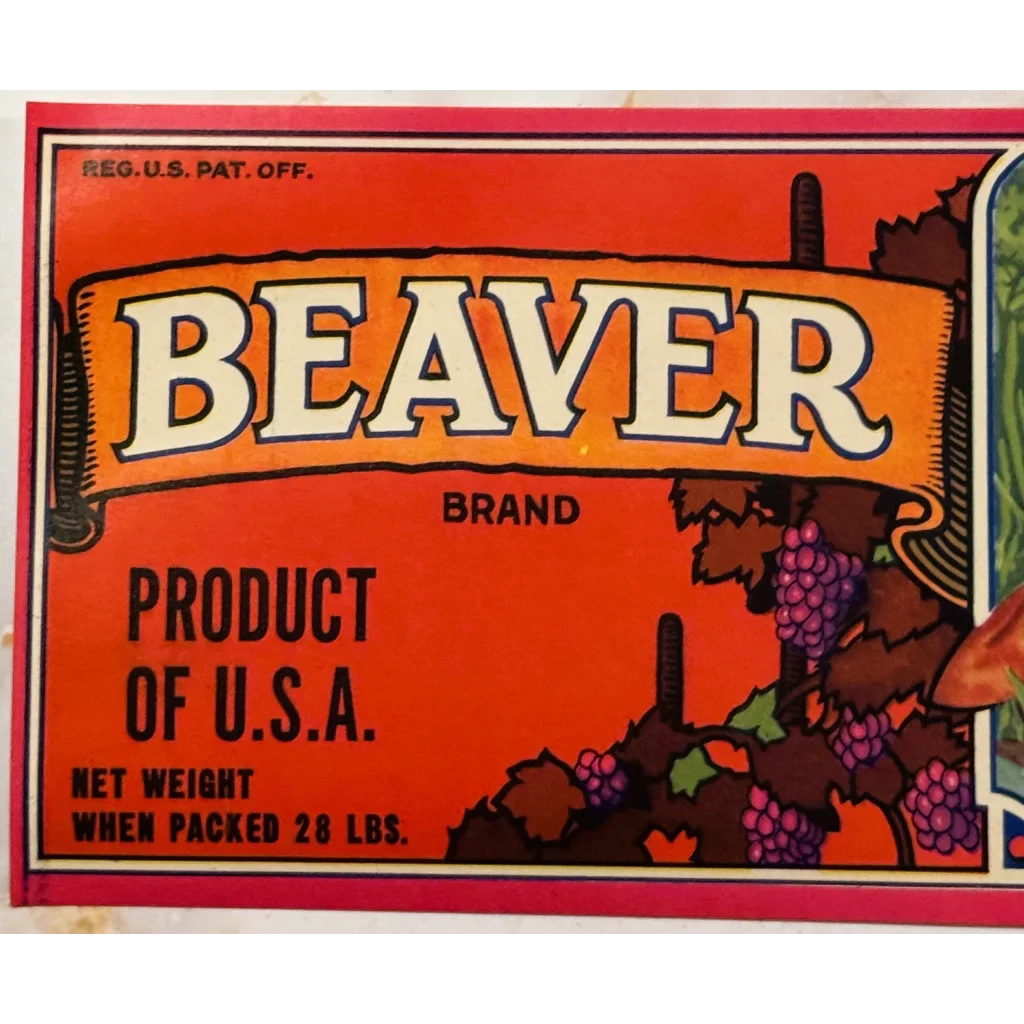 REG.U.S. PAT. OFF.
BEAVER
BRAND
PRODUCT
OF U.S.A.
NET WEIGHT
WHEN PACKED 28 LBS.